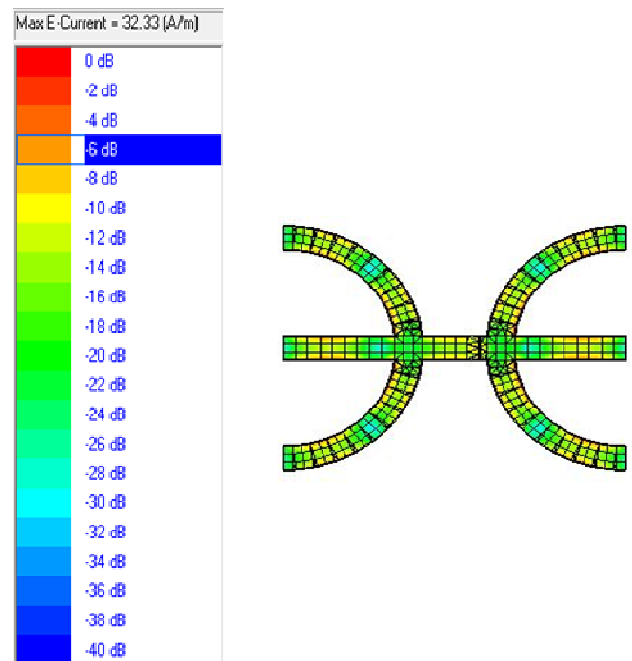 Max E-Current = 32.33 (A/m)
0 dB
-2 dB
-4 dB
-6 dB
-8 dB
-10 dB
-12 dB
-14 dB
-16 dB
-18 dB
-20 dB
-22 dB
-24 dB
-26 dB
-28 dB
-30 dB
-32 dB
-34 dB
-36 dB
-38 dB
-40 dB